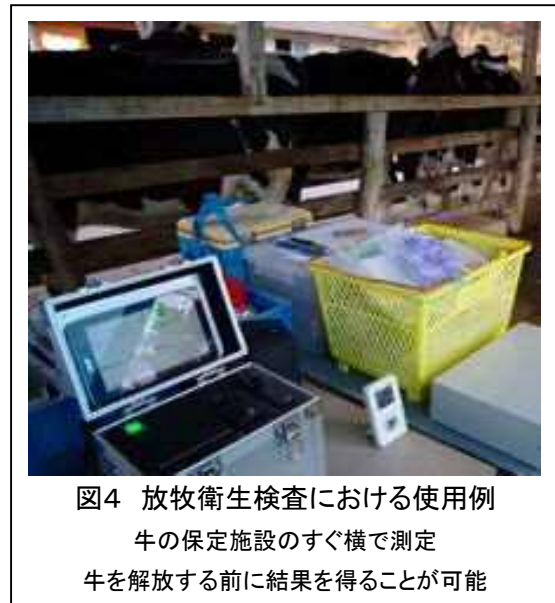 図4 放牧衛生検査における使用例
牛の保定施設のすぐ横で測定
牛を解放する前に結果を得ることが可能